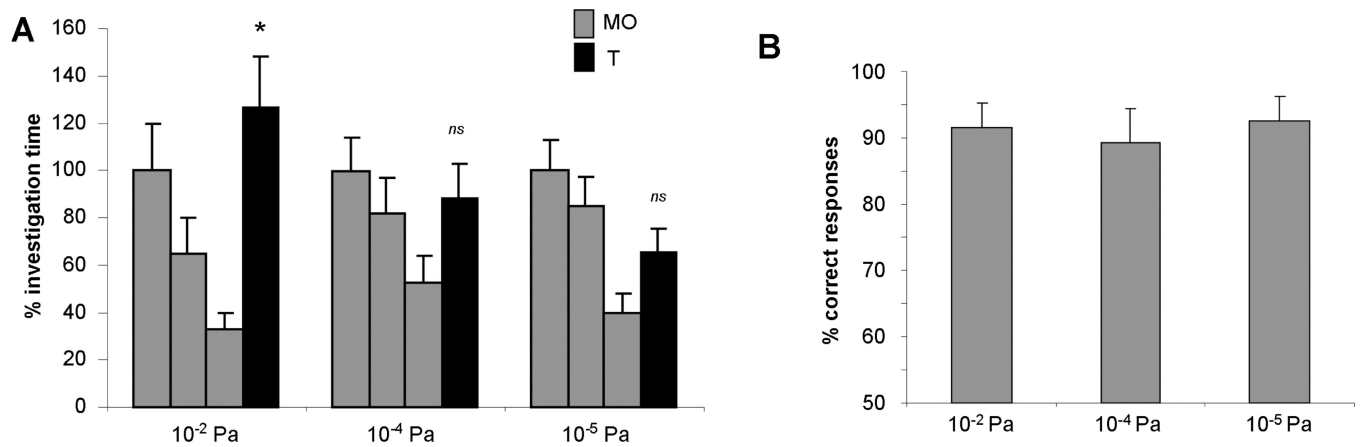 A
% investigation time
160
140
120
100
80
60
40
20
0
*
ns
ns
MO
T
10⁻² Pa
10⁻⁴ Pa
10⁻⁵ Pa
B
% correct responses
100
90
80
70
60
50
10⁻² Pa
10⁻⁴ Pa
10⁻⁵ Pa